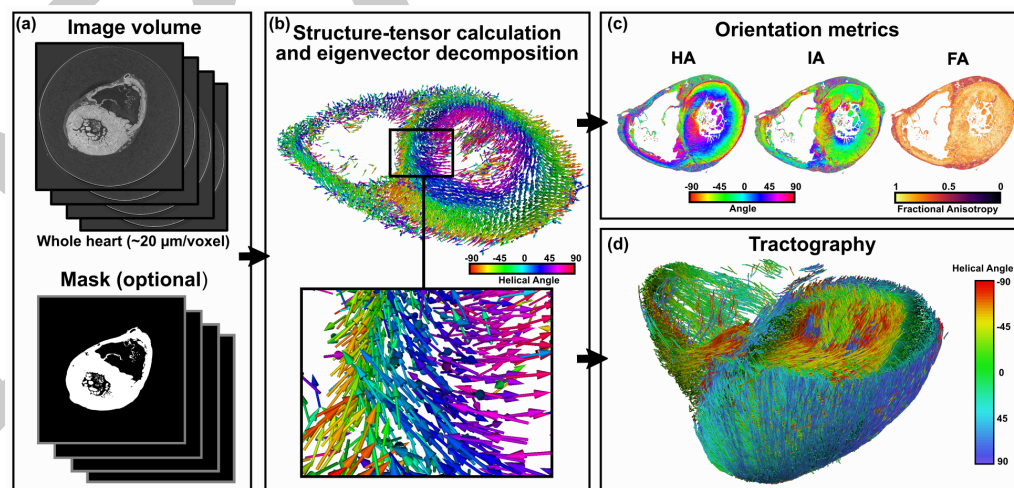 (a)
Image volume
Whole heart (~20 μm/voxel)
Mask (optional)
(b)
Structure-tensor calculation
and eigenvector decomposition
-90 -45 0 45 90
Helical Angle
(c)
Orientation metrics
HA IA FA
-90 -45 0 45 90
Angle
1 0.5 0
Fractional Anisotropy
(d)
Tractography
Helical Angle
-90
-45
0
45
90